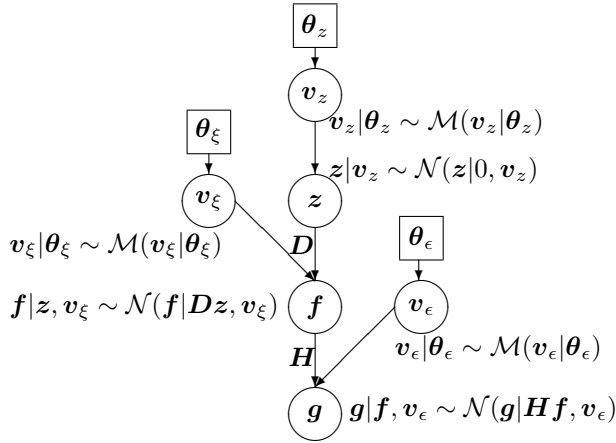 θ_z
v_z
v_z|θ_z ∼ M(v_z|θ_z)
θ_ξ
z|v_z ∼ N(z|0, v_z)
v_ξ
z
θ_ϵ
v_ξ|θ_ξ ∼ M(v_ξ|θ_ξ)
D
f|z, v_ξ ∼ N(f|Dz, v_ξ)
f
v_ϵ
v_ϵ|θ_ϵ ∼ M(v_ϵ|θ_ϵ)
H
g
g|f, v_ϵ ∼ N(g|Hf, v_ϵ)